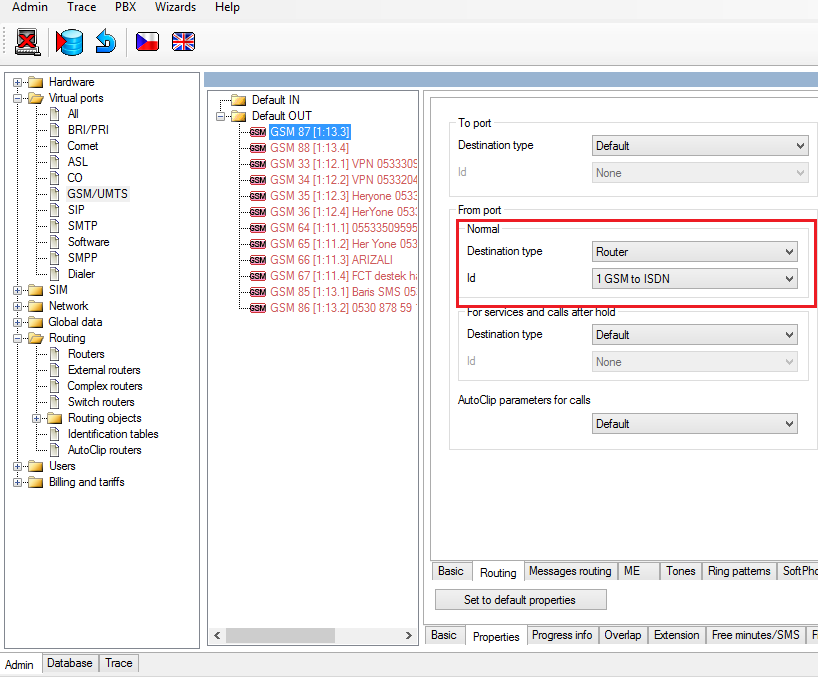 Admin Trace PBX Wizards Help
Hardware
Virtual ports
All
BRI/PRI
Cornet
ASL
CO
GSM/UMTS
SIP
SMTP
Software
SMPP
Dialer
SIM
Network
Global data
Routing
Routers
External routers
Complex routers
Switch routers
Routing objects
Identification tables
AutoClip routers
Users
Billing and tariffs
Default IN
Default OUT
GSM GSM 87 [1:13.3]
GSM GSM 88 [1:13.4]
GSM GSM 33 [1:12.1] VPN 0533309
GSM GSM 34 [1:12.2] VPN 0533204
GSM GSM 35 [1:12.3] Heryone 0533
GSM GSM 36 [1:12.4] HerYone 0533
GSM GSM 64 [1:11.1] 05533509595
GSM GSM 65 [1:11.2] Her Yone 053
GSM GSM 66 [1:11.3] ARIZALI
GSM GSM 67 [1:11.4] FCT destek ha
GSM GSM 85 [1:13.1] Baris SMS 05
GSM GSM 86 [1:13.2] 0530 878 59
To port
Destination type Default
Id None
From port
Normal
Destination type Router
Id 1 GSM to ISDN
For services and calls after hold
Destination type Default
Id None
AutoClip parameters for calls
Default
Basic Routing Messages routing ME Tones Ring patterns SoftPho
Set to default properties
Basic Properties Progress info Overlap Extension Free minutes/SMS F
Admin Database Trace